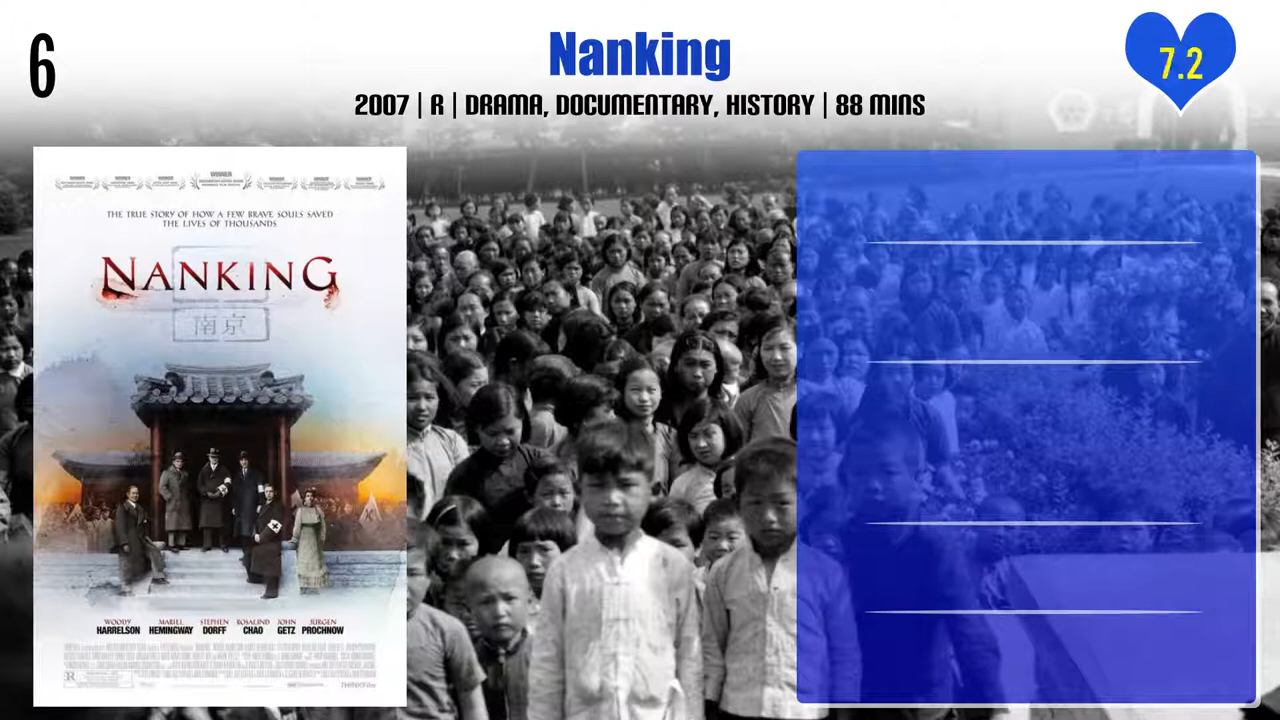 6
Nanking
7.2
2007 | R | DRAMA, DOCUMENTARY, HISTORY | 88 MINS
WINNER
THE TRUE STORY OF HOW A FEW BRAVE SOULS SAVED
THE LIVES OF THOUSANDS
NANKING
南京
WOODY HARRELSON MARIEL HEMINGWAY STEPHEN DORFF ROSALIND CHAO JOHN GETZ JURGEN PROCHNOW
R